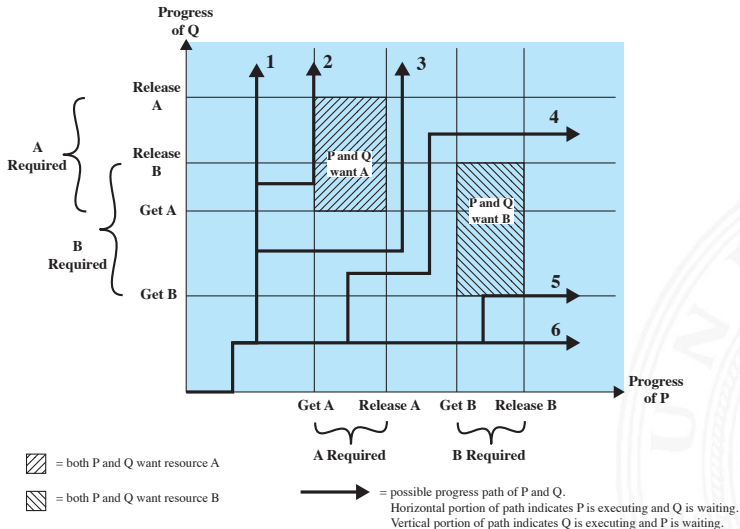 Progress
of Q
1
2
3
4
5
6
Release
A
Release
B
Get A
Get B
A
Required
B
Required
P and Q
want A
P and Q
want B
Progress
of P
Get A
Release A
Get B
Release B
A Required
B Required
= both P and Q want resource A
= both P and Q want resource B
= possible progress path of P and Q.
Horizontal portion of path indicates P is executing and Q is waiting.
Vertical portion of path indicates Q is executing and P is waiting.
U N